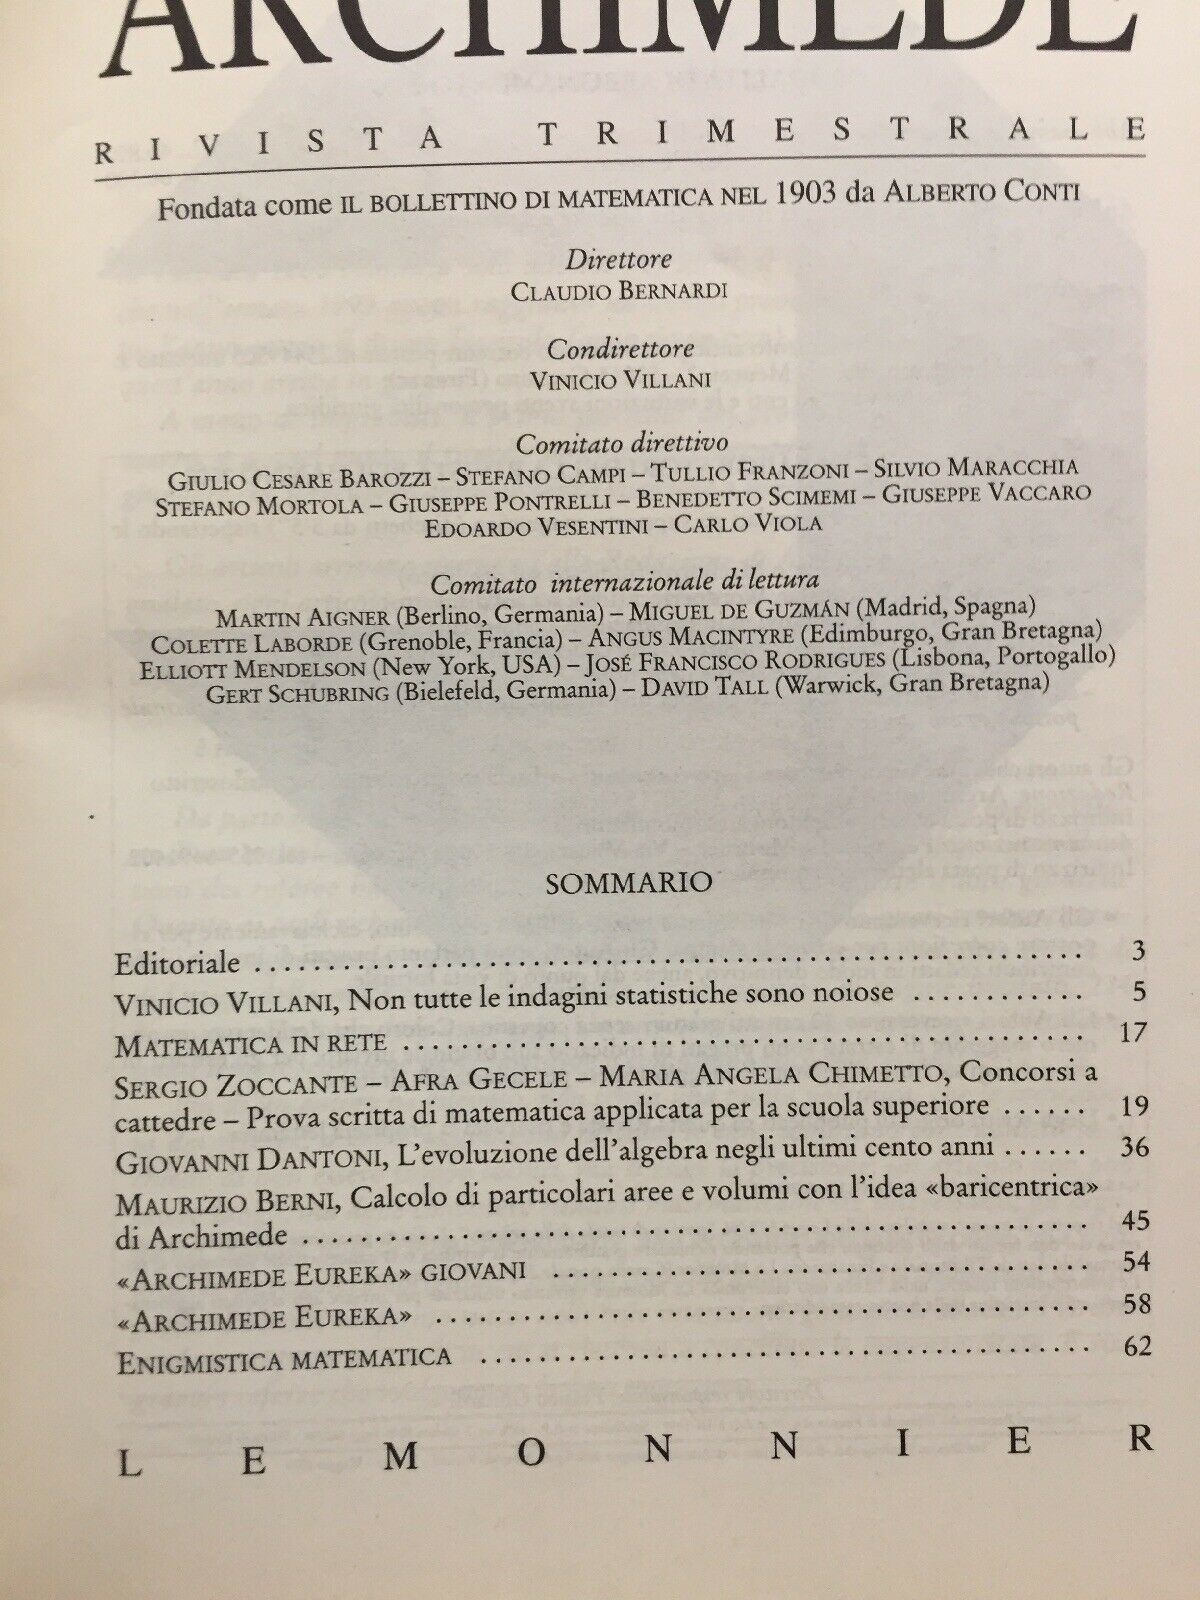 ARCHIMEDE
RIVISTA TRIMESTRALE
Fondata come IL BOLLETTINO DI MATEMATICA NEL 1903 da ALBERTO CONTI
Direttore
CLAUDIO BERNARDI
Condirettore
VINICIO VILLANI
Comitato direttivo
GIULIO CESARE BAROZZI – STEFANO CAMPI – TULLIO FRANZONI – SILVIO MARACCHIA
STEFANO MORTOLA – GIUSEPPE PONTRELLI – BENEDETTO SCIMEMI – GIUSEPPE VACCARO
EDOARDO VESENTINI – CARLO VIOLA
Comitato internazionale di lettura
MARTIN AIGNER (Berlino, Germania) – MIGUEL DE GUZMÁN (Madrid, Spagna)
COLETTE LABORDE (Grenoble, Francia) – ANGUS MACINTYRE (Edimburgo, Gran Bretagna)
ELLIOTT MENDELSON (New York, USA) – JOSÉ FRANCISCO RODRIGUES (Lisbona, Portogallo)
GERT SCHUBRING (Bielefeld, Germania) – DAVID TALL (Warwick, Gran Bretagna)
SOMMARIO
Editoriale ........ 3
VINICIO VILLANI, Non tutte le indagini statistiche sono noiose ........ 5
MATEMATICA IN RETE ........ 17
SERGIO ZOCCANTE – AFRA GECELE – MARIA ANGELA CHIMETTO, Concorsi a
cattedre – Prova scritta di matematica applicata per la scuola superiore ...... 19
GIOVANNI DANTONI, L'evoluzione dell'algebra negli ultimi cento anni ...... 36
MAURIZIO BERNI, Calcolo di particolari aree e volumi con l'idea «baricentrica»
di Archimede ........ 45
«ARCHIMEDE EUREKA» GIOVANI ........ 54
«ARCHIMEDE EUREKA» ........ 58
ENIGMISTICA MATEMATICA ........ 62
LE MONNIER